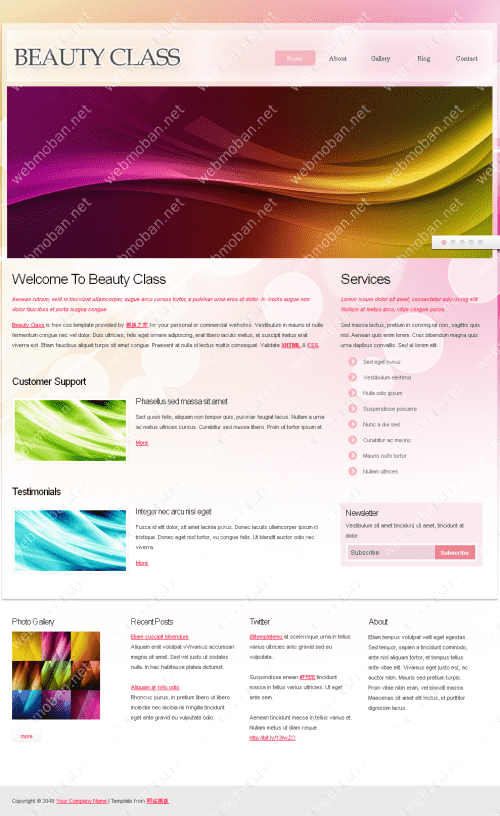 BEAUTY CLASS
Home
About
Gallery
Blog
Contact
webmoban.net
Welcome To Beauty Class
Aenean rutrum, velit in tincidunt ullamcorper, augue arcu cursus tortor, a pulvinar urna eros at dolor. In mollis augue non
dolor faucibus et porta magna congue.
Beauty Class is free css template provided by 模板之家 for your personal or commercial websites. Vestibulum in mauris id nulla
fermentum congue nec vel dolor. Duis ultricies, felis eget ornare adipiscing, erat libero iaculis metus, at suscipit metus erat
viverra est. Etiam faucibus aliquet turpis sit amet congue. Praesent at nulla id lectus mattis consequat. Validate XHTML & CSS.
Customer Support
Phasellus sed massa sit amet
Sed quam felis, aliquam non tempor quis, pulvinar feugiat lacus. Nullam a urna
ac metus ultrices cursus. Curabitur sed massa libero. Proin ut tortor ipsum at.
More
Testimonials
Integer nec arcu nisi eget
Fusce id elit dolor, sit amet lacinia purus. Donec iaculis ullamcorper ipsum id
tristique. Donec eget nisl tortor, eu congue felis. Ut blandit auctor odio nec
viverra.
More
Services
Lorem ipsum dolor sit amet, consectetur adipiscing elit.
Nullam at metus arcu, vitae congue purus.
Sed massa lectus, pretium in consequat non, sagittis quis
nisl. Aenean quis enim lorem. Cras bibendum magna quis
urna dapibus convallis. Sed at lorem elit.
Sed eget purus
Vestibulum eleifend
Nulla odio ipsum
Suspendisse posuere
Nunc a dui sed
Curabitur ac mauris
Mauris nulla tortor
Nullam ultrices
Newsletter
Vestibulum sit amet tincidunt sit amet, tincidunt at
dolor.
Subscribe
Subscribe
Photo Gallery
more
Recent Posts
Etiam suscipit bibendum
Aliquam erat volutpat vivamus accumsan
magna sit amet. Sed vel justo ut sodales
nulla. In hac habitasse platea dictumst.
Aliquam at felis odio
Rhoncus purus, in pretium libero ut libero
molestie nec lacinia nisl fringilla tincidunt
eget ante gravid eu vulputate odio.
Twitter
@templatemo at scelerisque urna in tellus
varius ultricies anto gravid sed eu
vulputate.
Suspendisse enean #FREE tincidunt
massa in tellus varius ultricies. Ut eget
ante sem.
Aenean tincidunt massa in tellus varius et.
Nullam metus ut diam neque.
About
Etiam tempus volutpat velit eget egestas.
Sed tempor, sapien a tincidunt commodo,
ante nisl aliquam tortor, et tempus tellus
ante vitae elit. Vivamus eget justo est, ac
auctor nibh. Mauris sed pretium turpis.
Proin vitae nibh enim, vel blandit massa.
Maecenas sit amet elit lectus, id porttitor
dignissim lacus.
Copyright © 2048 Your Company Name | Template from 网站模板